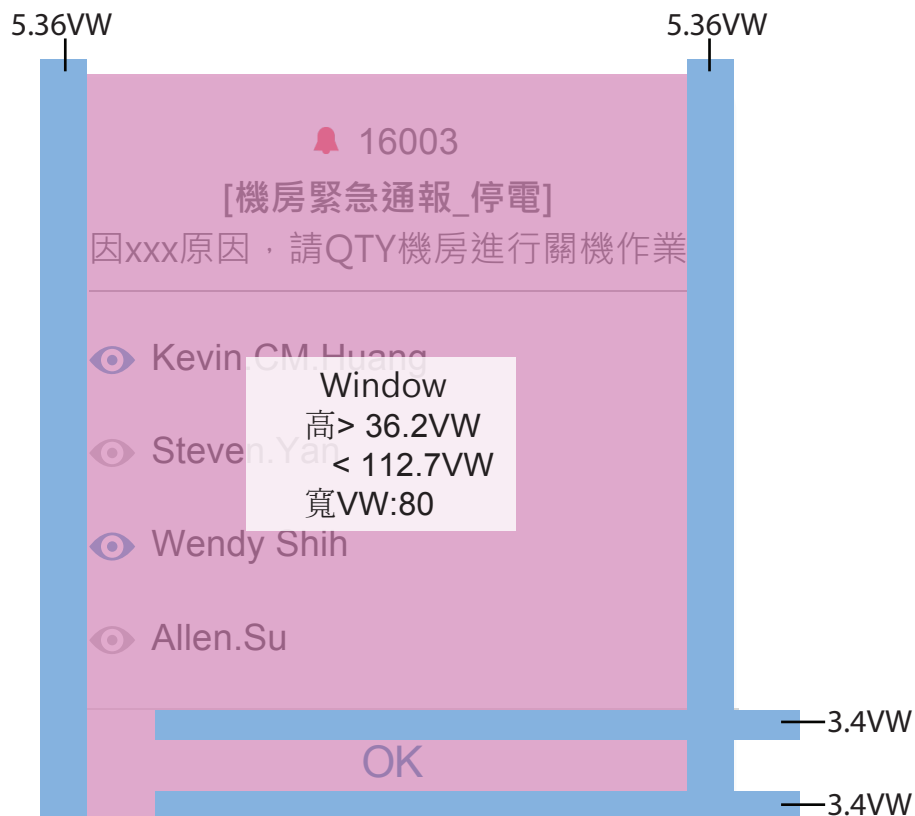 5.36VW 5.36VW
16003
[機房緊急通報_停電]
因xxx原因，請QTY機房進行關機作業
Kevin.CM.Huang
Window
高> 36.2VW
< 112.7VW
寬VW:80
Steven.Yan
Wendy Shih
Allen.Su
3.4VW
OK
3.4VW